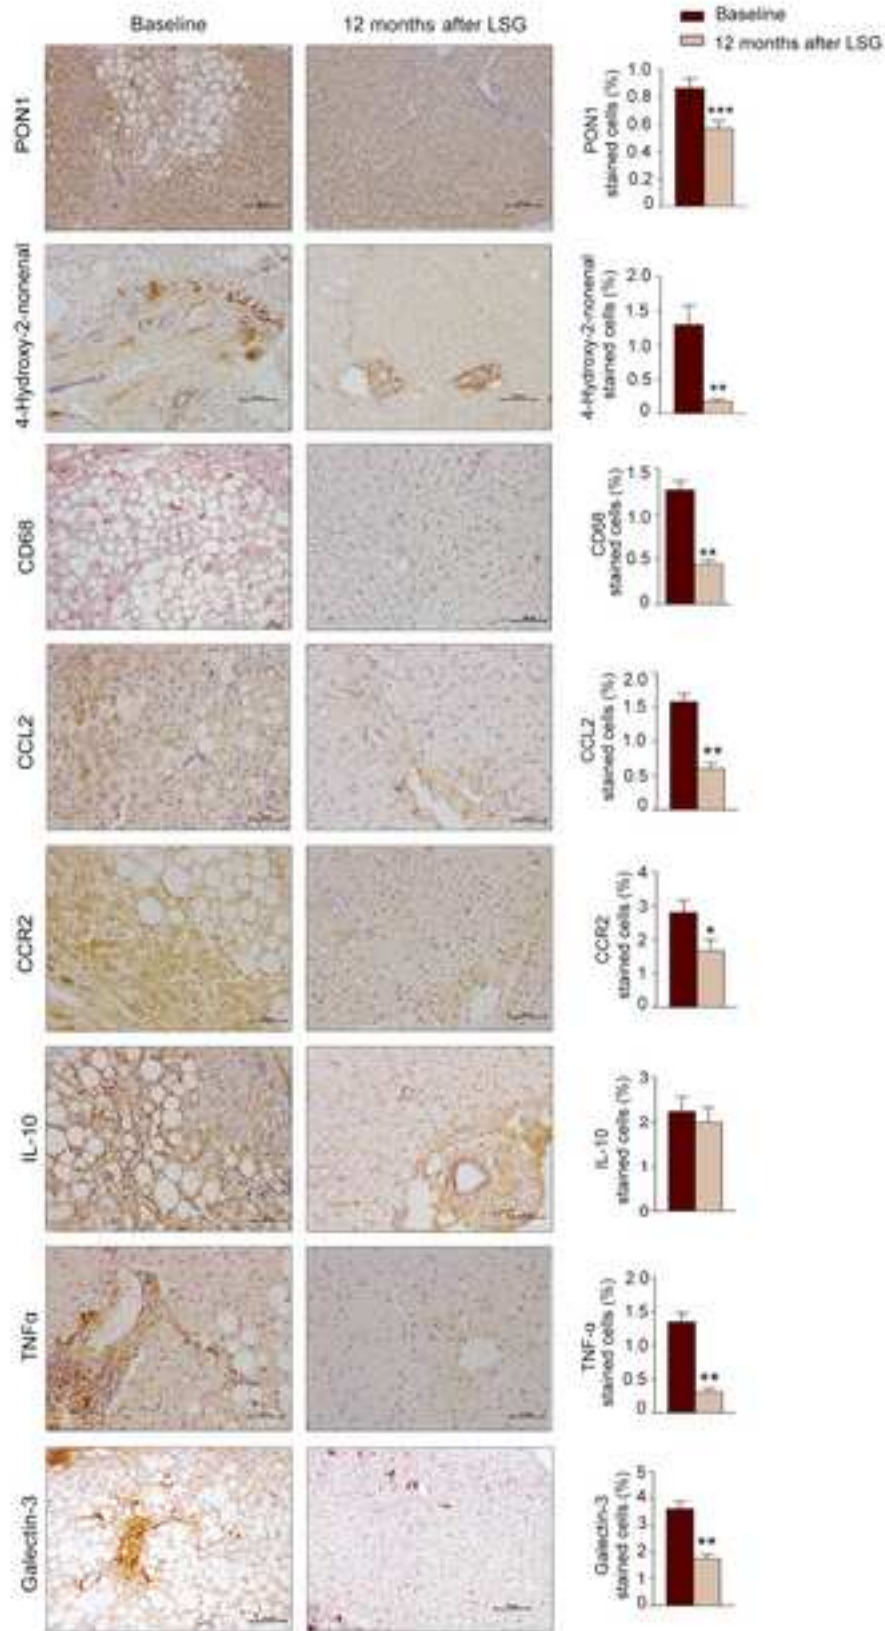 Baseline
12 months after LSG
Baseline
12 months after LSG
PON1
PON1
stained cells (%)
1.0
0.8
0.6
0.4
0.2
0
***
4-Hydroxy-2-nonenal
4-Hydroxy-2-nonenal
stained cells (%)
2.0
1.5
1.0
0.5
0
**
CD68
CD68
stained cells (%)
1.5
1.0
0.5
0
**
CCL2
CCL2
stained cells (%)
2.0
1.5
1.0
0.5
0
**
CCR2
CCR2
stained cells (%)
4
3
2
1
0
*
IL-10
IL-10
stained cells (%)
3
2
1
0
TNFα
TNF-α
stained cells (%)
2.0
1.5
1.0
0.5
0
**
Galectin-3
Galectin-3
stained cells (%)
5
4
3
2
1
0
**